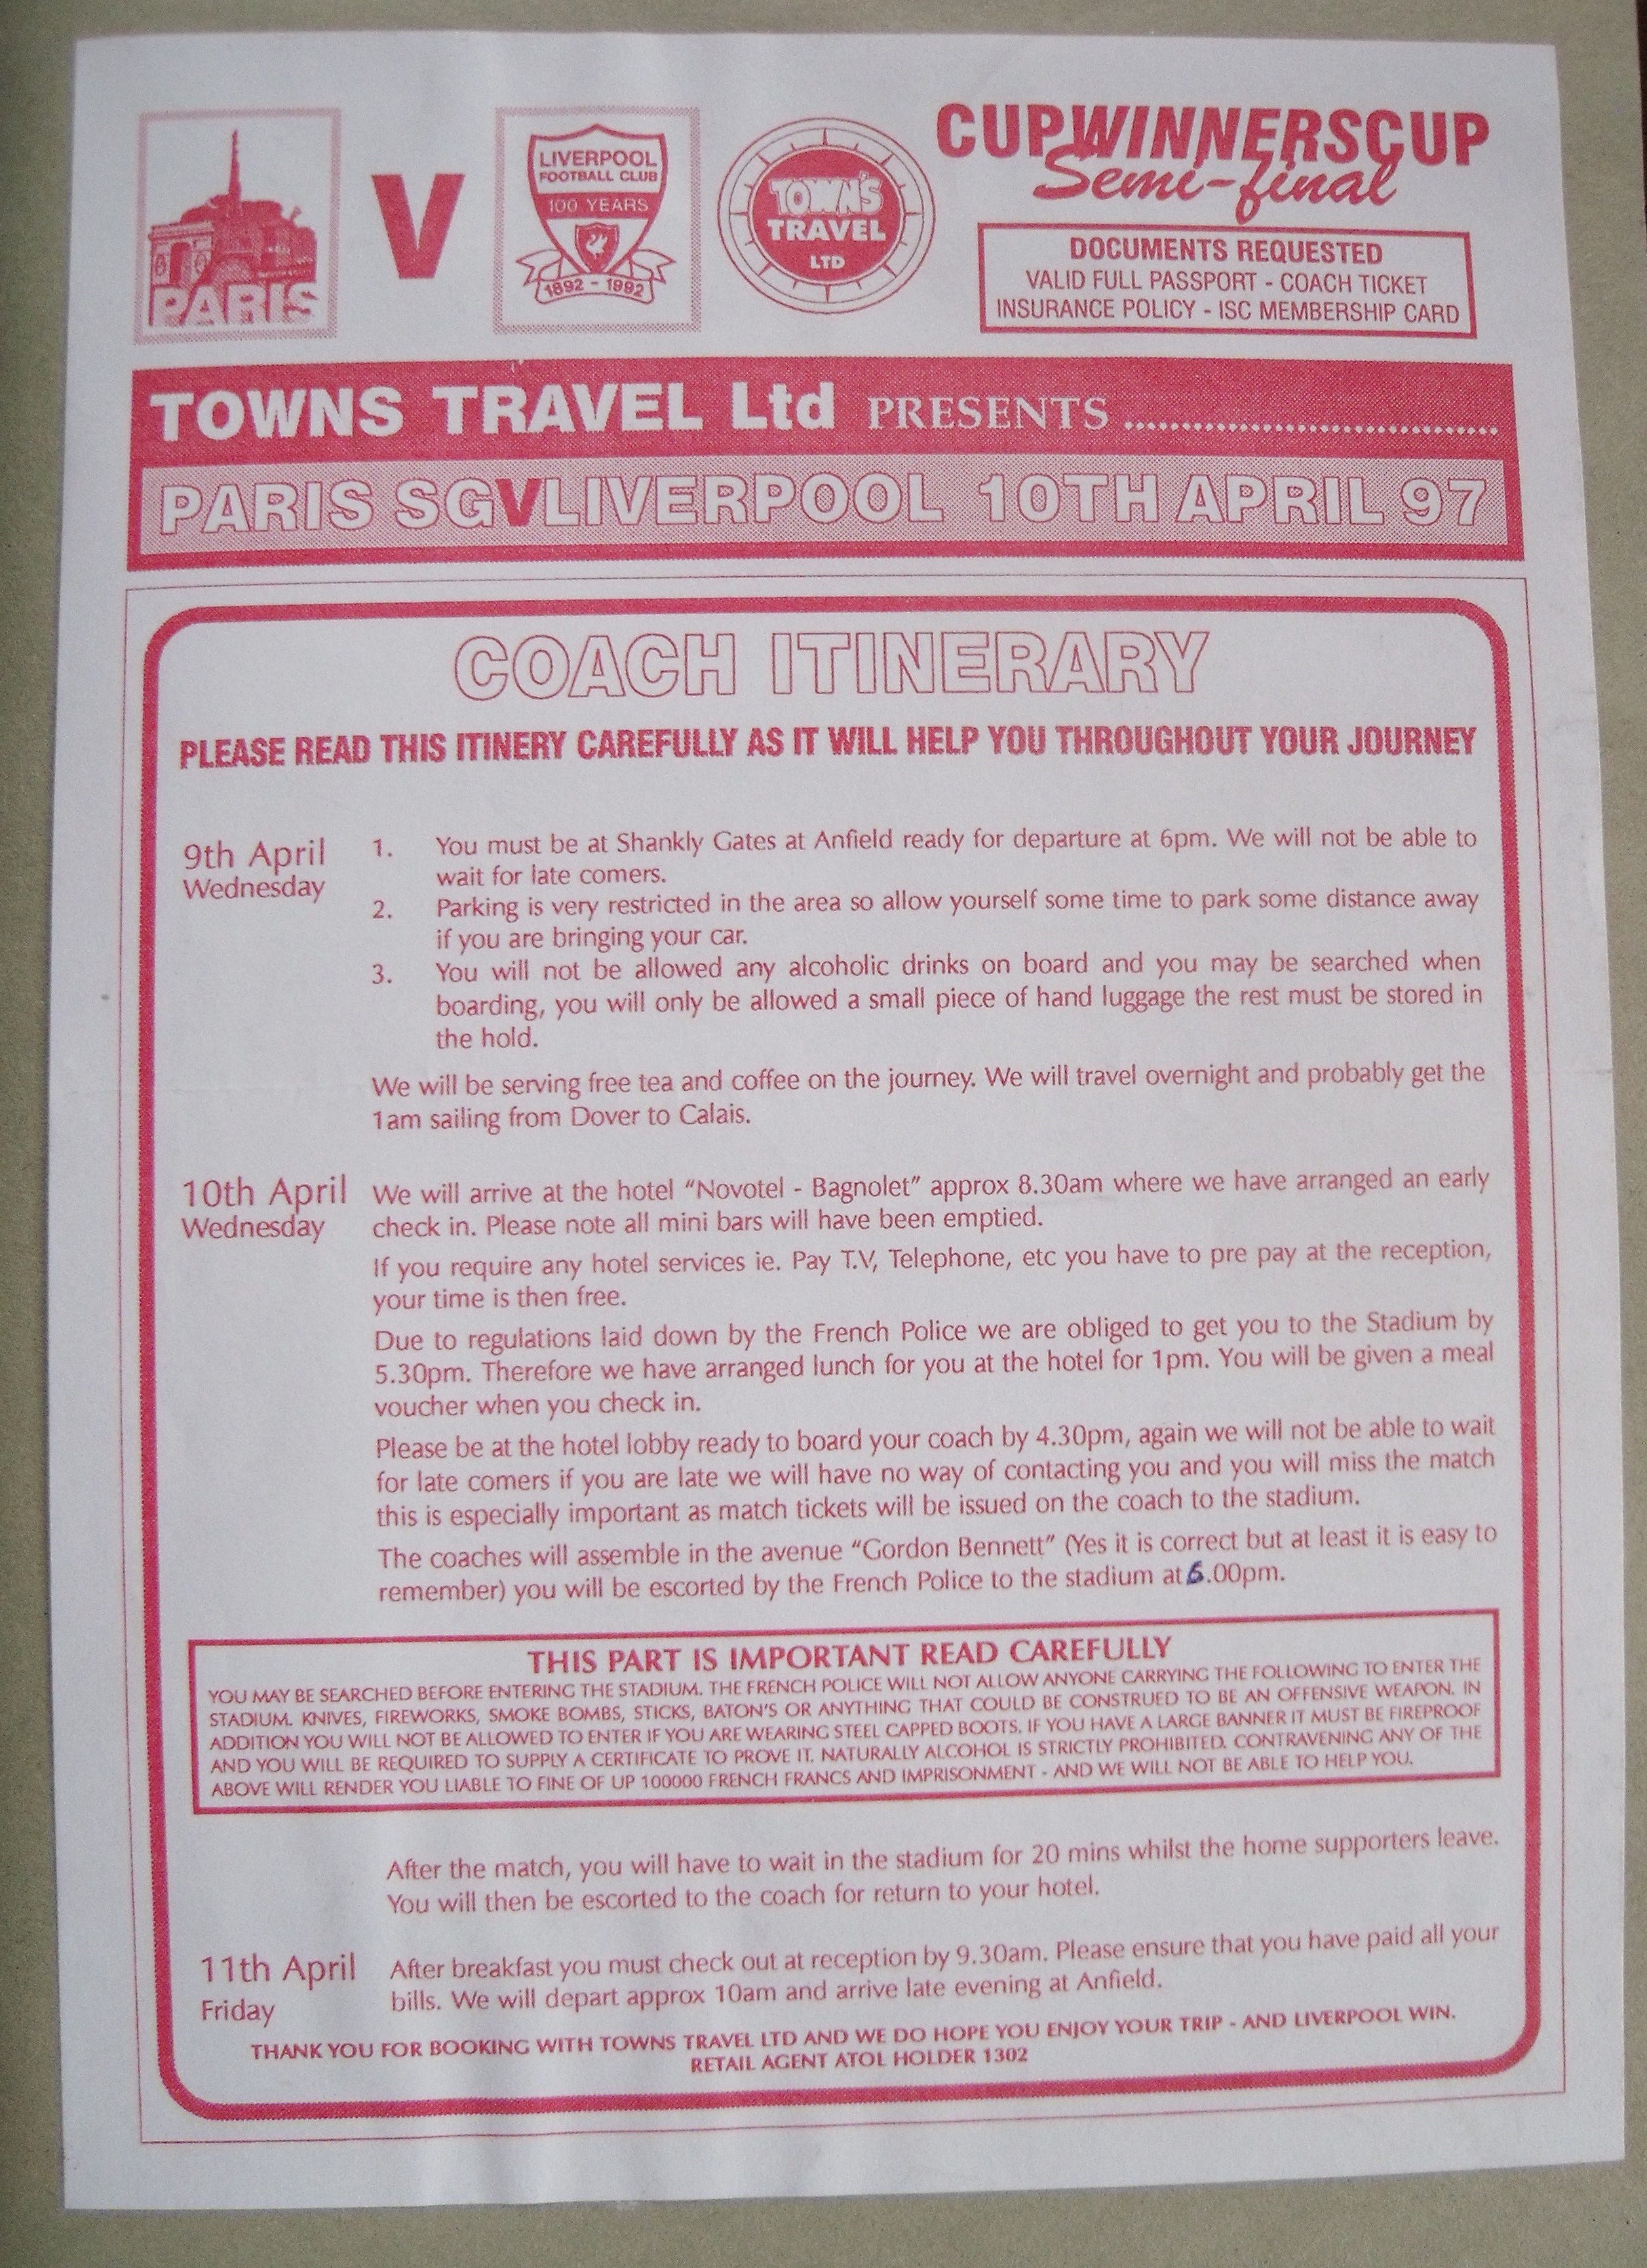 PARIS
V
LIVERPOOL
FOOTBALL CLUB
100 YEARS
1892 - 1992
TOWN'S
TRAVEL
LTD
CUPWINNERSCUP
Semi-final
DOCUMENTS REQUESTED
VALID FULL PASSPORT - COACH TICKET
INSURANCE POLICY - ISC MEMBERSHIP CARD
TOWNS TRAVEL Ltd PRESENTS ..................................
PARIS SGVLIVERPOOL 10TH APRIL 97
COACH ITINERARY
PLEASE READ THIS ITINERY CAREFULLY AS IT WILL HELP YOU THROUGHOUT YOUR JOURNEY
9th April
Wednesday
1. You must be at Shankly Gates at Anfield ready for departure at 6pm. We will not be able to
wait for late comers.
2. Parking is very restricted in the area so allow yourself some time to park some distance away
if you are bringing your car.
3. You will not be allowed any alcoholic drinks on board and you may be searched when
boarding, you will only be allowed a small piece of hand luggage the rest must be stored in
the hold.
We will be serving free tea and coffee on the journey. We will travel overnight and probably get the
1am sailing from Dover to Calais.
10th April
Wednesday
We will arrive at the hotel "Novotel - Bagnolet" approx 8.30am where we have arranged an early
check in. Please note all mini bars will have been emptied.
If you require any hotel services ie. Pay T.V, Telephone, etc you have to pre pay at the reception,
your time is then free.
Due to regulations laid down by the French Police we are obliged to get you to the Stadium by
5.30pm. Therefore we have arranged lunch for you at the hotel for 1pm. You will be given a meal
voucher when you check in.
Please be at the hotel lobby ready to board your coach by 4.30pm, again we will not be able to wait
for late comers if you are late we will have no way of contacting you and you will miss the match
this is especially important as match tickets will be issued on the coach to the stadium.
The coaches will assemble in the avenue "Gordon Bennett" (Yes it is correct but at least it is easy to
remember) you will be escorted by the French Police to the stadium at 6.00pm.
THIS PART IS IMPORTANT READ CAREFULLY
YOU MAY BE SEARCHED BEFORE ENTERING THE STADIUM. THE FRENCH POLICE WILL NOT ALLOW ANYONE CARRYING THE FOLLOWING TO ENTER THE
STADIUM. KNIVES, FIREWORKS, SMOKE BOMBS, STICKS, BATON'S OR ANYTHING THAT COULD BE CONSTRUED TO BE AN OFFENSIVE WEAPON. IN
ADDITION YOU WILL NOT BE ALLOWED TO ENTER IF YOU ARE WEARING STEEL CAPPED BOOTS. IF YOU HAVE A LARGE BANNER IT MUST BE FIREPROOF
AND YOU WILL BE REQUIRED TO SUPPLY A CERTIFICATE TO PROVE IT. NATURALLY ALCOHOL IS STRICTLY PROHIBITED. CONTRAVENING ANY OF THE
ABOVE WILL RENDER YOU LIABLE TO FINE OF UP 100000 FRENCH FRANCS AND IMPRISONMENT - AND WE WILL NOT BE ABLE TO HELP YOU.
After the match, you will have to wait in the stadium for 20 mins whilst the home supporters leave.
You will then be escorted to the coach for return to your hotel.
11th April
Friday
After breakfast you must check out at reception by 9.30am. Please ensure that you have paid all your
bills. We will depart approx 10am and arrive late evening at Anfield.
THANK YOU FOR BOOKING WITH TOWNS TRAVEL LTD AND WE DO HOPE YOU ENJOY YOUR TRIP - AND LIVERPOOL WIN.
RETAIL AGENT ATOL HOLDER 1302